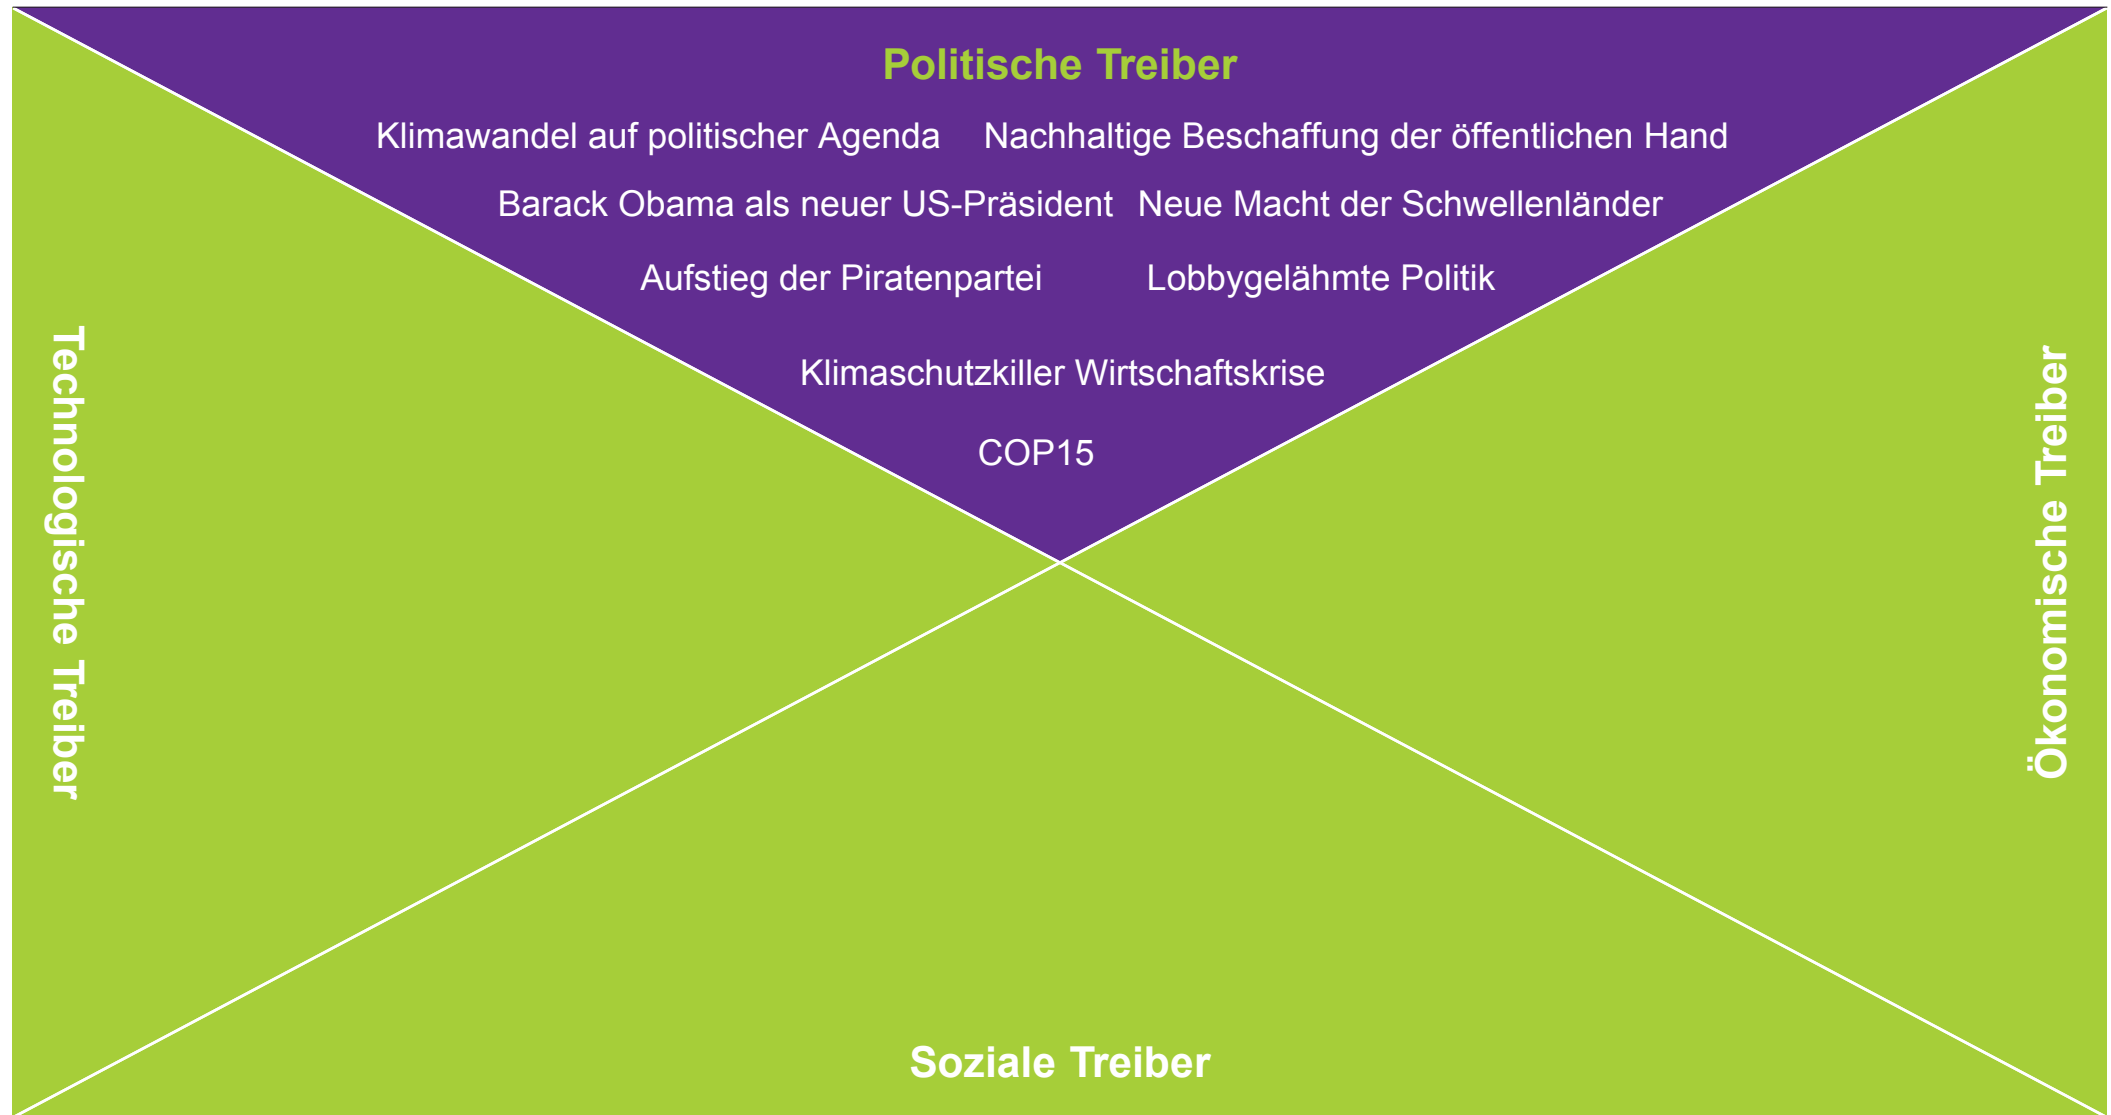 Politische Treiber
Klimawandel auf politischer Agenda Nachhaltige Beschaffung der öffentlichen Hand
Barack Obama als neuer US-Präsident Neue Macht der Schwellenländer
Aufstieg der Piratenpartei Lobbygelähmte Politik
Klimaschutzkiller Wirtschaftskrise
COP15
Technologische Treiber
Ökonomische Treiber
Soziale Treiber